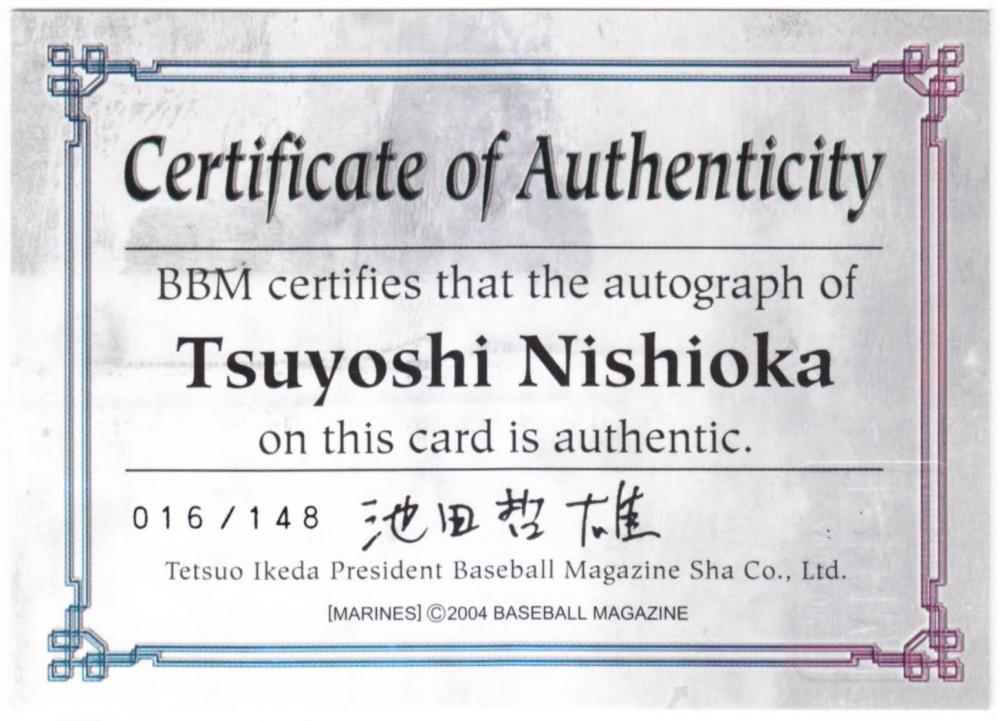 Certificate of Authenticity
BBM certifies that the autograph of
Tsuyoshi Nishioka
on this card is authentic.
016/148 池田哲雄
Tetsuo Ikeda President Baseball Magazine Sha Co., Ltd.
[MARINES] ©2004 BASEBALL MAGAZINE